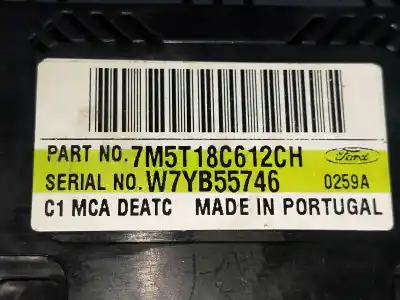 PART NO. 7M5T18C612CH Ford
SERIAL NO. W7YB55746 0259A
C1 MCA DEATC MADE IN PORTUGAL